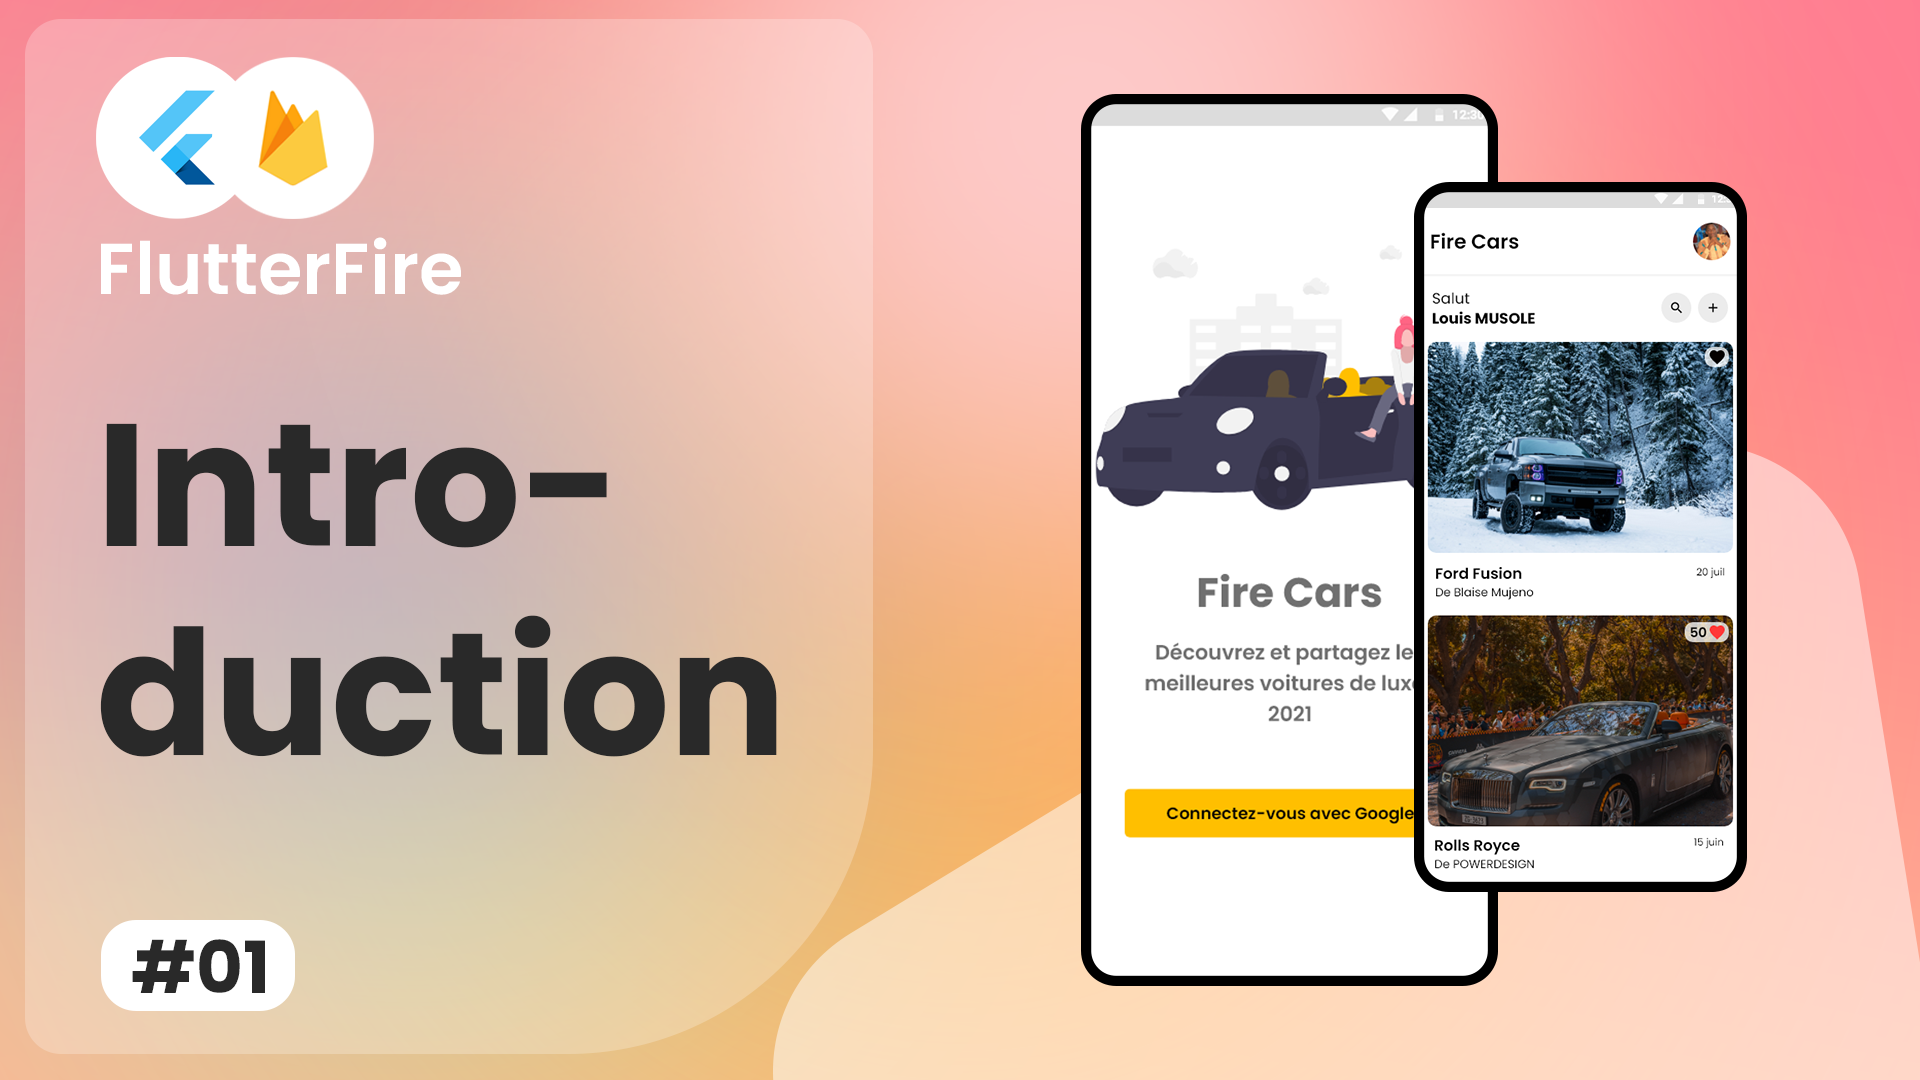 FlutterFire
Intro-
duction
#01
12:30
Fire Cars
Découvrez et partagez le
meilleures voitures de lux
2021
Connectez-vous avec Google
Fire Cars
Salut
Louis MUSOLE
Ford Fusion
20 juil
De Blaise Mujeno
50
Rolls Royce
15 juin
De POWERDESIGN